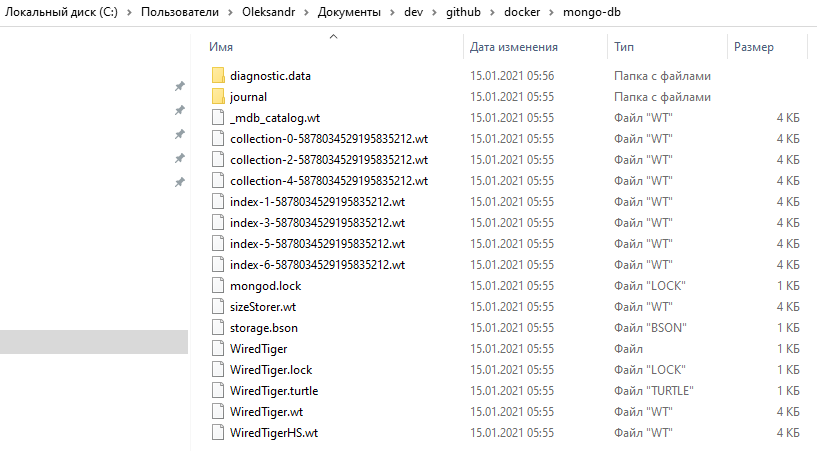 Локальный диск (C:) > Пользователи > Oleksandr > Документы > dev > github > docker > mongo-db
Имя Дата изменения Тип Размер
diagnostic.data 15.01.2021 05:56 Папка с файлами
journal 15.01.2021 05:55 Папка с файлами
_mdb_catalog.wt 15.01.2021 05:55 Файл "WT" 4 КБ
collection-0-5878034529195835212.wt 15.01.2021 05:55 Файл "WT" 4 КБ
collection-2-5878034529195835212.wt 15.01.2021 05:55 Файл "WT" 4 КБ
collection-4-5878034529195835212.wt 15.01.2021 05:55 Файл "WT" 4 КБ
index-1-5878034529195835212.wt 15.01.2021 05:55 Файл "WT" 4 КБ
index-3-5878034529195835212.wt 15.01.2021 05:55 Файл "WT" 4 КБ
index-5-5878034529195835212.wt 15.01.2021 05:55 Файл "WT" 4 КБ
index-6-5878034529195835212.wt 15.01.2021 05:55 Файл "WT" 4 КБ
mongod.lock 15.01.2021 05:55 Файл "LOCK" 1 КБ
sizeStorer.wt 15.01.2021 05:55 Файл "WT" 4 КБ
storage.bson 15.01.2021 05:55 Файл "BSON" 1 КБ
WiredTiger 15.01.2021 05:55 Файл 1 КБ
WiredTiger.lock 15.01.2021 05:55 Файл "LOCK" 1 КБ
WiredTiger.turtle 15.01.2021 05:55 Файл "TURTLE" 1 КБ
WiredTiger.wt 15.01.2021 05:55 Файл "WT" 4 КБ
WiredTigerHS.wt 15.01.2021 05:55 Файл "WT" 4 КБ